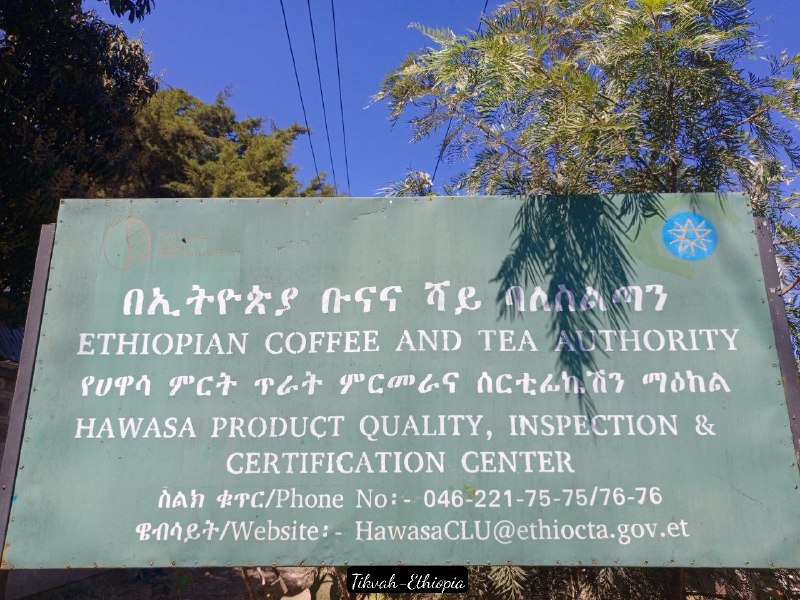 በኢትዮጵያ ቡናና ሻይ ባለስልጣን
ETHIOPIAN COFFEE AND TEA AUTHORITY
የሀዋሳ ምርት ጥራት ምርመራና ሰርቲፊኬሽን ማዕከል
HAWASA PRODUCT QUALITY, INSPECTION &
CERTIFICATION CENTER
ስልክ ቁጥር/Phone No፡- 046-221-75-75/76-76
ዌብሳይት/Website፡- HawasaCLU@ethiocta.gov.et
Tikvah-Ethiopia